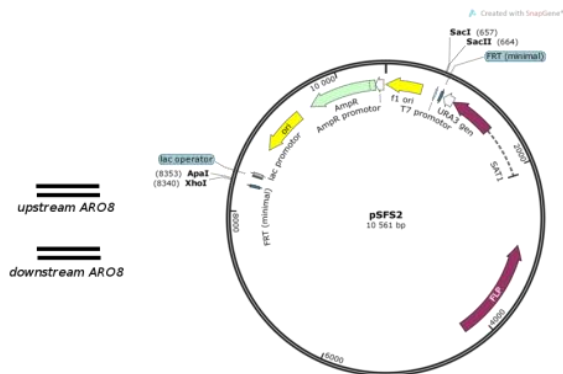 Created with SnapGene®
SacI (657)
SacII (664)
FRT (minimal)
10 000
AmpR
AmpR promotor
f1 ori
T7 promotor
URA3 gen
2000
SAT1
ori
lac promotor
lac operator
(8353) ApaI
(8340) XhoI
FRT (minimal)
8000
upstream ARO8
pSFS2
10 561 bp
downstream ARO8
FLP
4000
6000